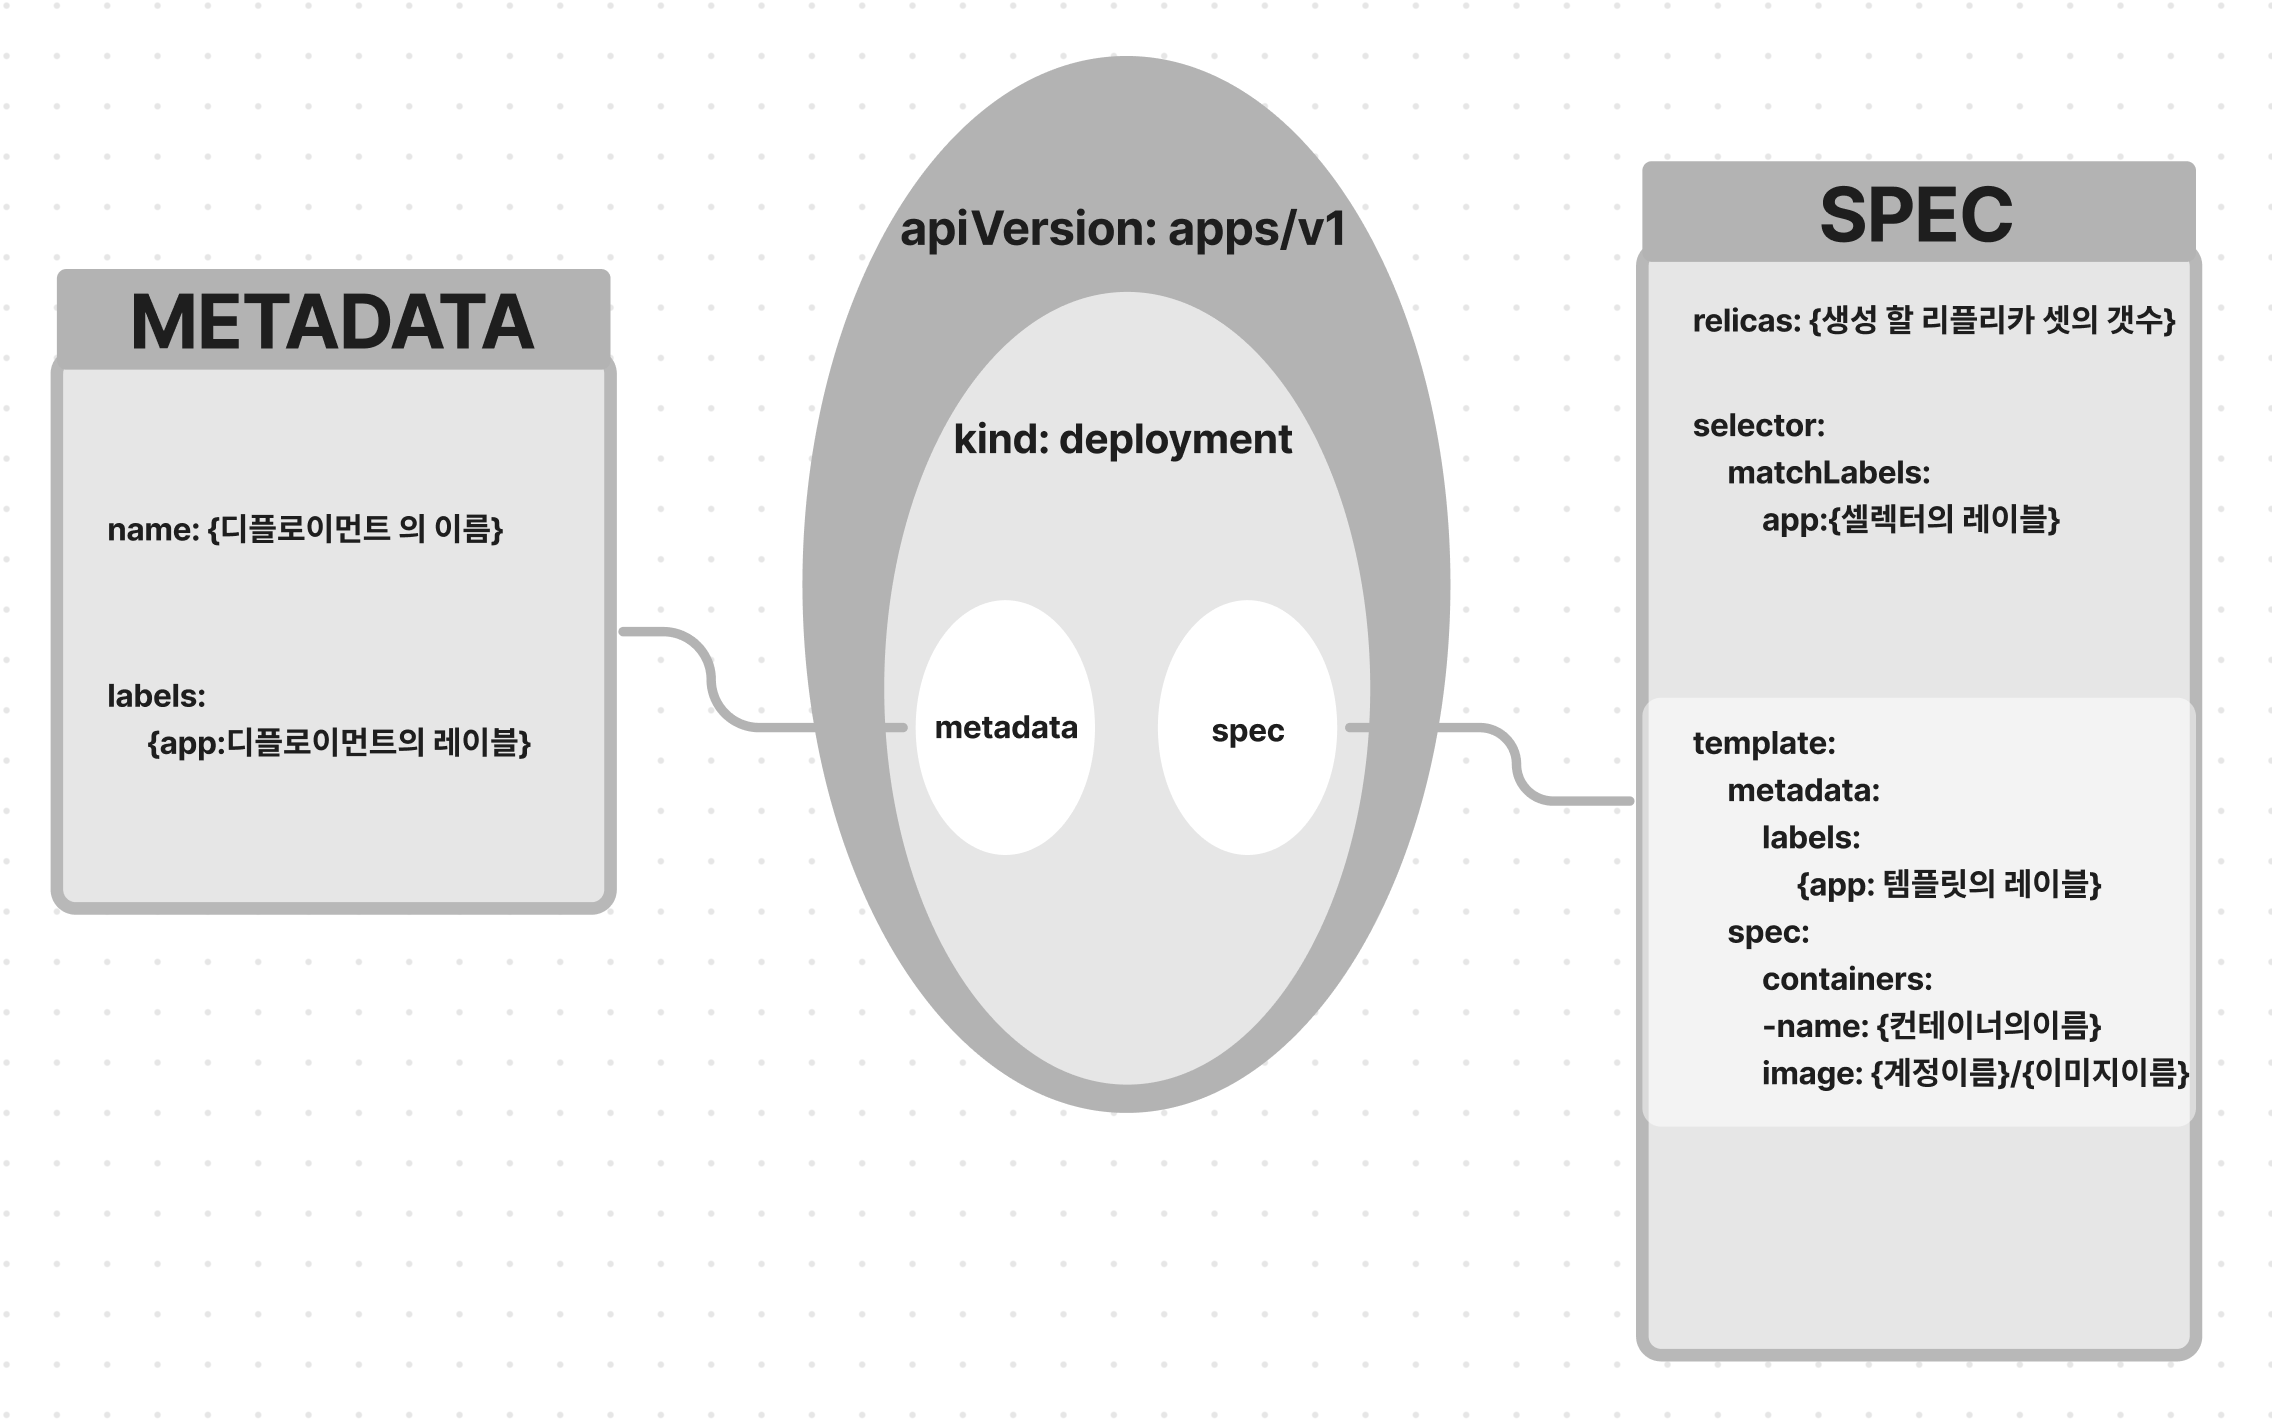 METADATA
name: {디플로이먼트 의 이름}
labels:
{app:디플로이먼트의 레이블}
apiVersion: apps/v1
kind: deployment
metadata
spec
SPEC
relicas: {생성 할 리플리카 셋의 갯수}
selector:
matchLabels:
app:{셀렉터의 레이블}
template:
metadata:
labels:
{app: 템플릿의 레이블}
spec:
containers:
-name: {컨테이너의이름}
image: {계정이름}/{이미지이름}